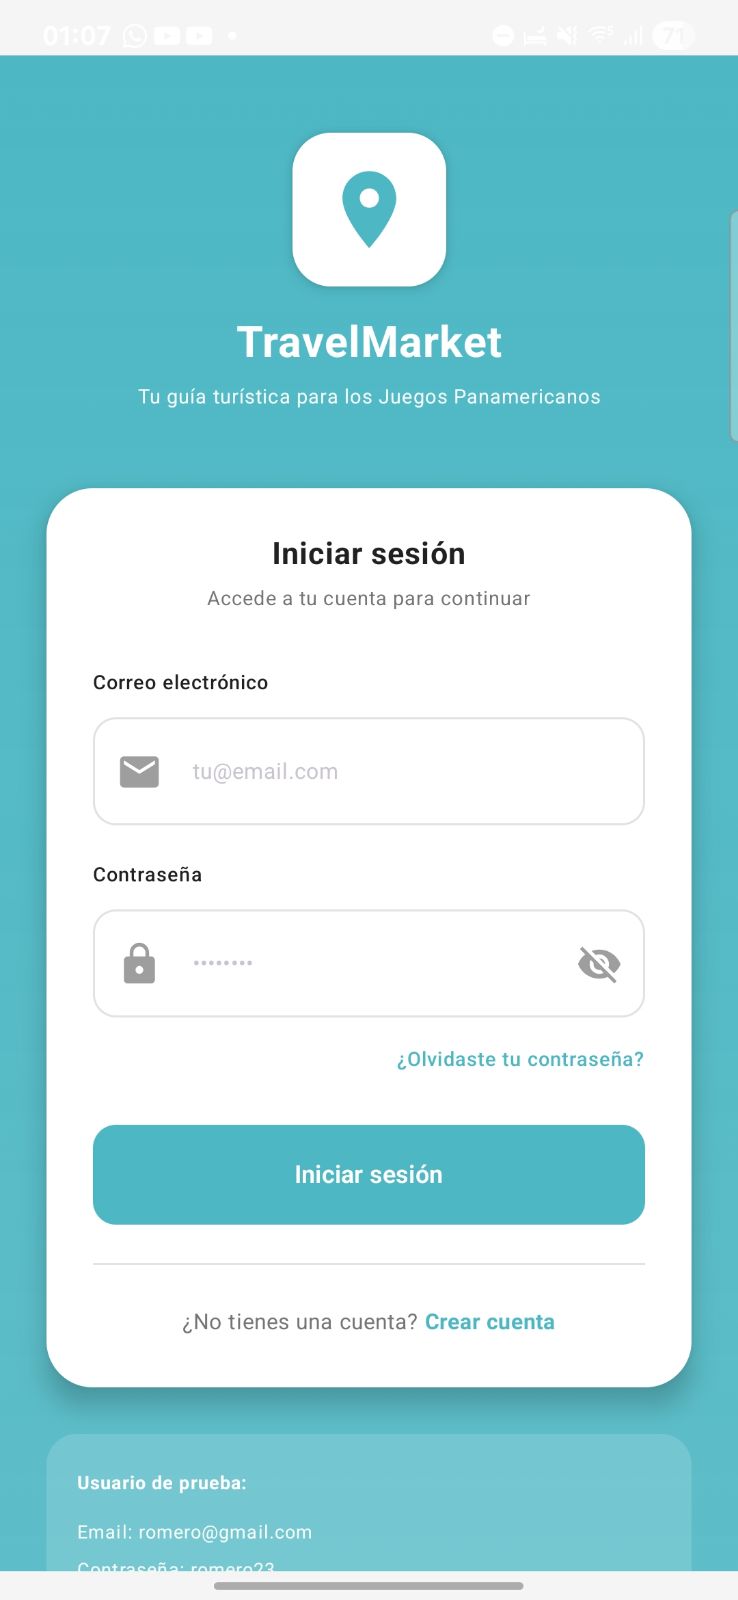 01:07
71
TravelMarket
Tu guía turística para los Juegos Panamericanos
Iniciar sesión
Accede a tu cuenta para continuar
Correo electrónico
tu@email.com
Contraseña
••••••••
¿Olvidaste tu contraseña?
Iniciar sesión
¿No tienes una cuenta? Crear cuenta
Usuario de prueba:
Email: romero@gmail.com
Contraseña: romero23